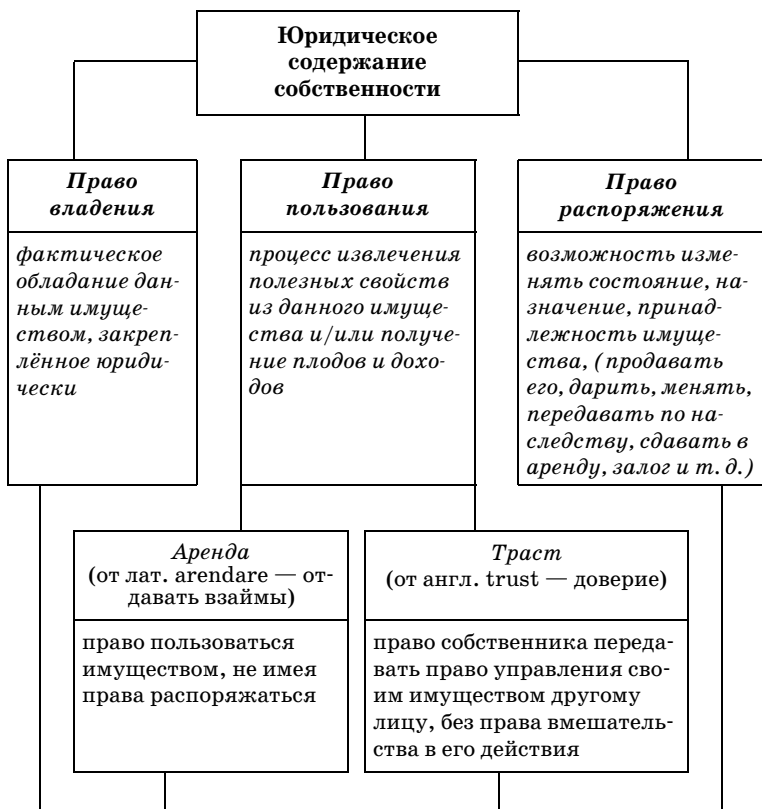 Юридическое
содержание
собственности
Право
владения
фактическое
обладание дан-
ным имуще-
ством, закреп-
лённое юриди-
чески
Право
пользования
процесс извлечения
полезных свойств
из данного имуще-
ства и/или получе-
ние плодов и дохо-
дов
Право
распоряжения
возможность изме-
нять состояние, на-
значение, принад-
лежность имуще-
ства, (продавать
его, дарить, менять,
передавать по на-
следству, сдавать в
аренду, залог и т. д.)
Аренда
(от лат. arendare — от-
давать взаймы)
право пользоваться
имуществом, не имея
права распоряжаться
Траст
(от англ. trust — доверие)
право собственника переда-
вать право управления сво-
им имуществом другому
лицу, без права вмешатель-
ства в его действия